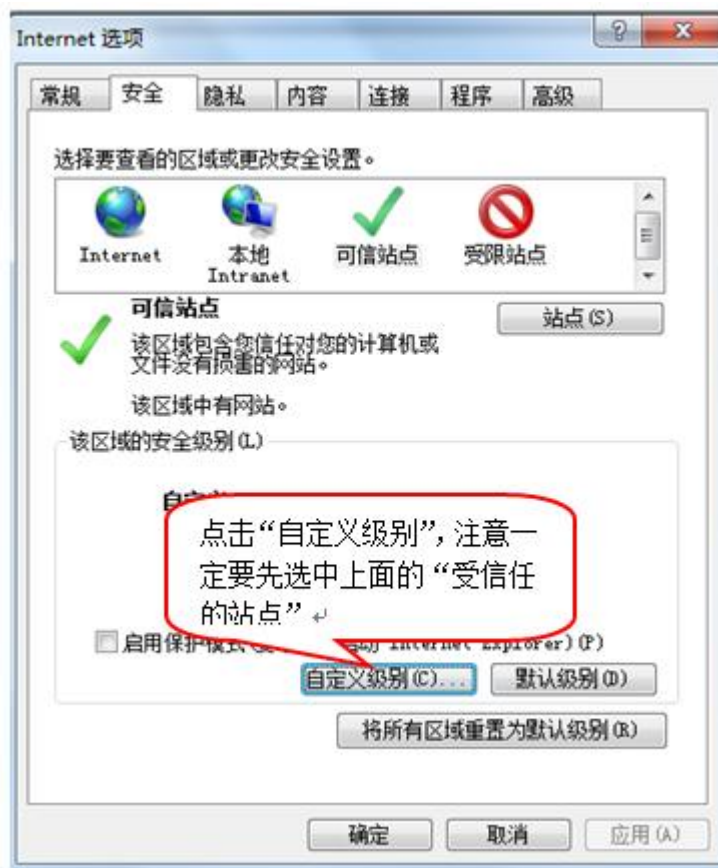 Internet 选项
常规 安全 隐私 内容 连接 程序 高级
选择要查看的区域或更改安全设置。
Internet 本地 Intranet 可信站点 受限站点
可信站点
站点(S)
该区域包含您信任对您的计算机或
文件没有损害的网站。
该区域中有网站。
该区域的安全级别(L)
点击“自定义级别”，注意一
定要先选中上面的“受信任
的站点”
启用保护模式 Internet Explorer)(P)
自定义级别(C)... 默认级别(D)
将所有区域重置为默认级别(R)
确定 取消 应用(A)